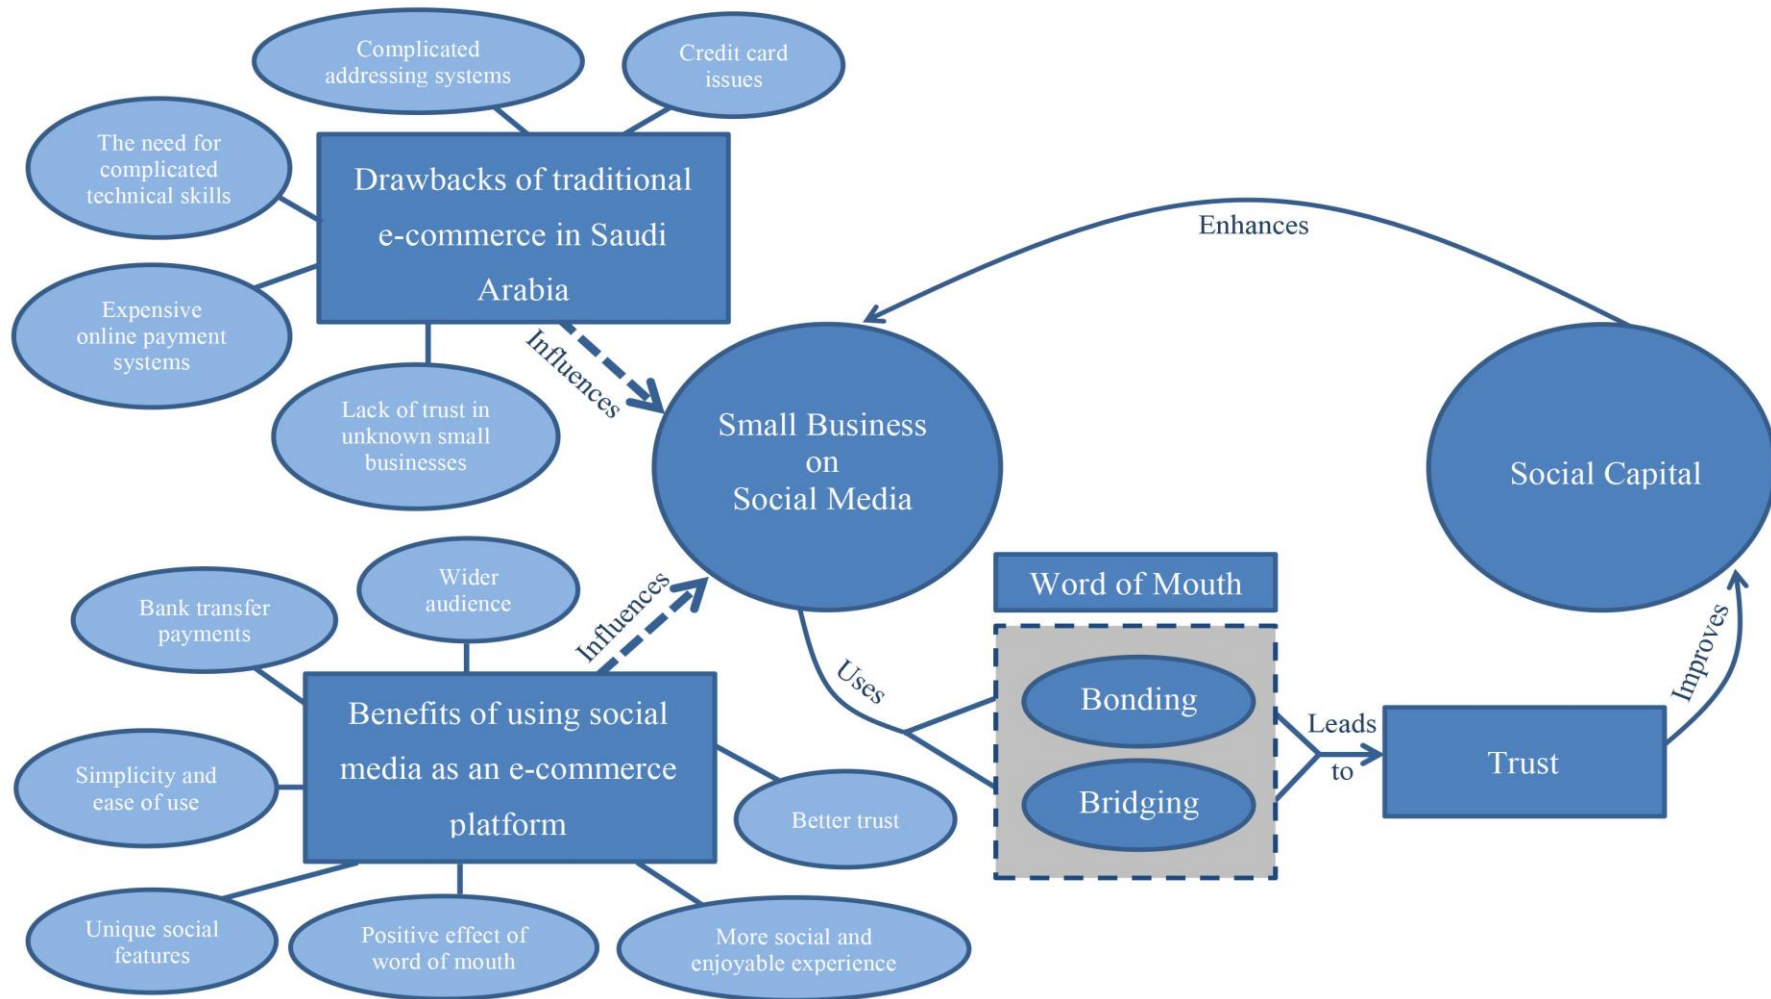 Complicated
addressing systems
Credit card
issues
The need for
complicated
technical skills
Drawbacks of traditional
e-commerce in Saudi
Arabia
Expensive
online payment
systems
Lack of trust in
unknown small
businesses
Influences
Enhances
Small Business
on
Social Media
Social Capital
Wider
audience
Bank transfer
payments
Influences
Benefits of using social
media as an e-commerce
platform
Simplicity and
ease of use
Better trust
Unique social
features
Positive effect of
word of mouth
More social and
enjoyable experience
Uses
Word of Mouth
Bonding
Bridging
Leads
to
Trust
Improves